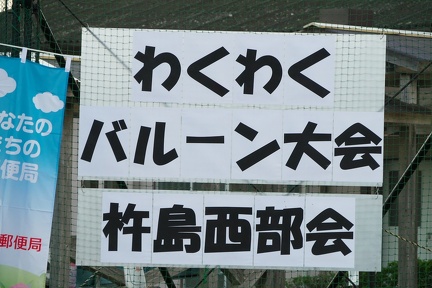 わくわく
バルーン大会
杵島西部会
なたの
ちの
便局
郵便局